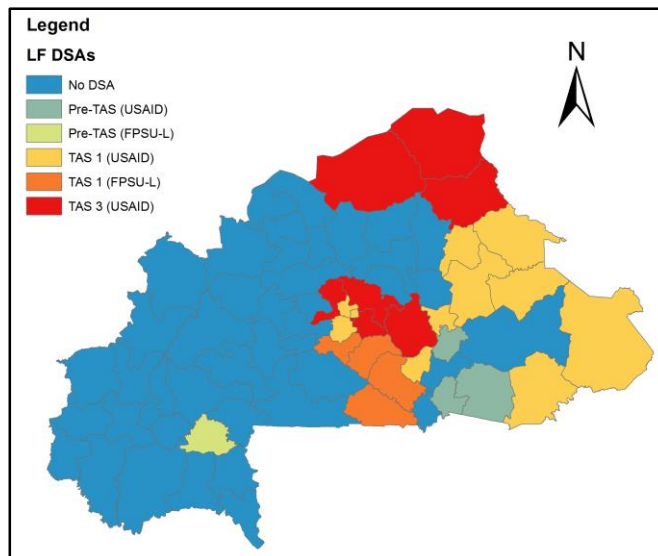 Legend
LF DSAs
No DSA
Pre-TAS (USAID)
Pre-TAS (FPSU-L)
TAS 1 (USAID)
TAS 1 (FPSU-L)
TAS 3 (USAID)
N